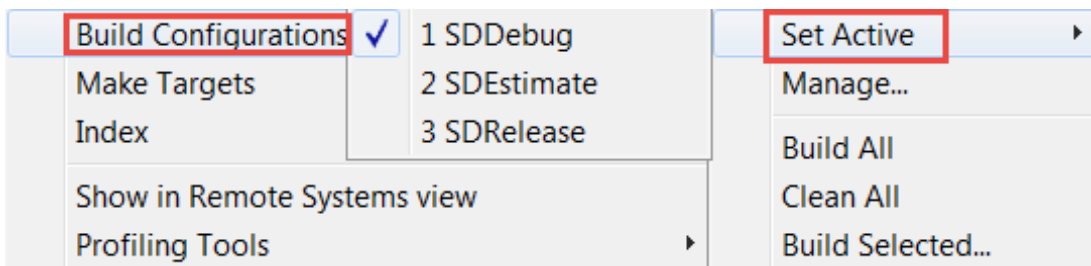 Build Configurations
Make Targets
Index
Show in Remote Systems view
Profiling Tools
1 SDDebug
2 SDEstimate
3 SDRelease
Set Active
Manage...
Build All
Clean All
Build Selected...